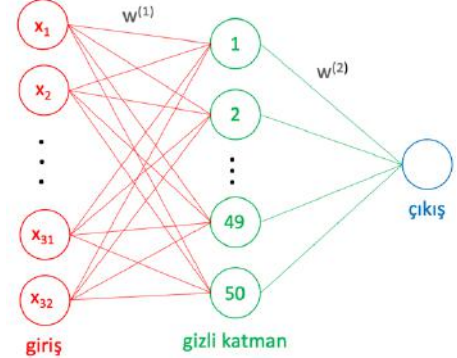 x1
x2
x31
x32
giriş
w(1)
1
2
49
50
gizli katman
w(2)
çıkış